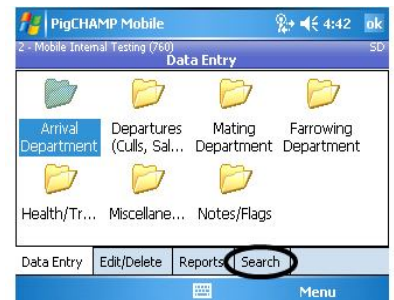 PigCHAMP Mobile 4:42 ok
2 - Mobile Internal Testing (760) SD
Data Entry
Arrival Department
Departures (Culls, Sal...
Mating Department
Farrowing Department
Health/Tr... Miscellane... Notes/Flags
Data Entry Edit/Delete Reports Search
Menu